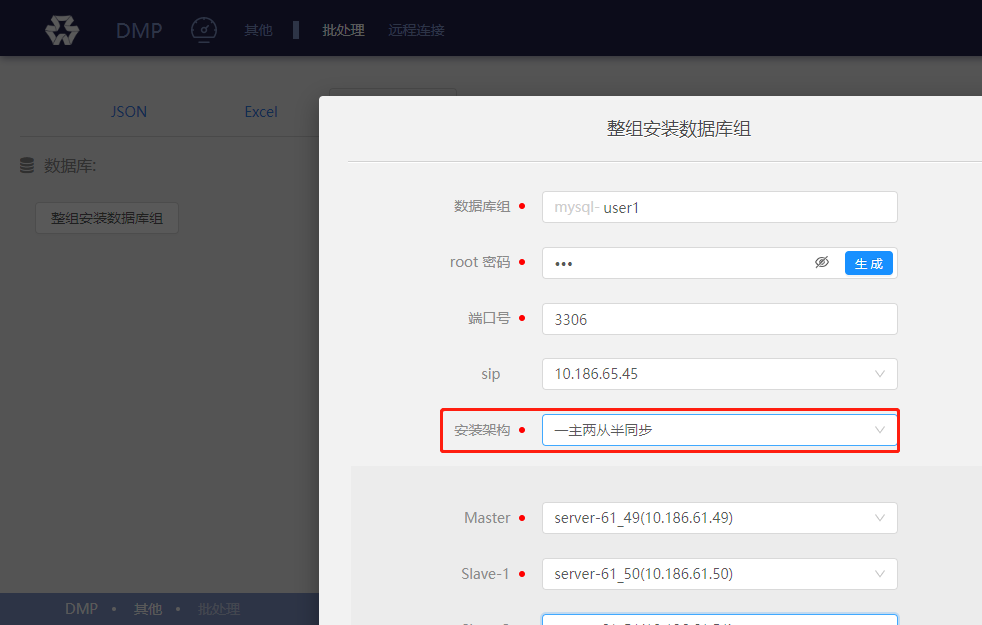 DMP 其他 批处理 远程连接
JSON Excel
整组安装数据库组
数据库:
整组安装数据库组
数据库组 mysql- user1
root 密码 ••• 生成
端口号 3306
sip 10.186.65.45
安装架构 一主两从半同步
Master server-61_49(10.186.61.49)
Slave-1 server-61_50(10.186.61.50)
DMP • 其他 • 批处理